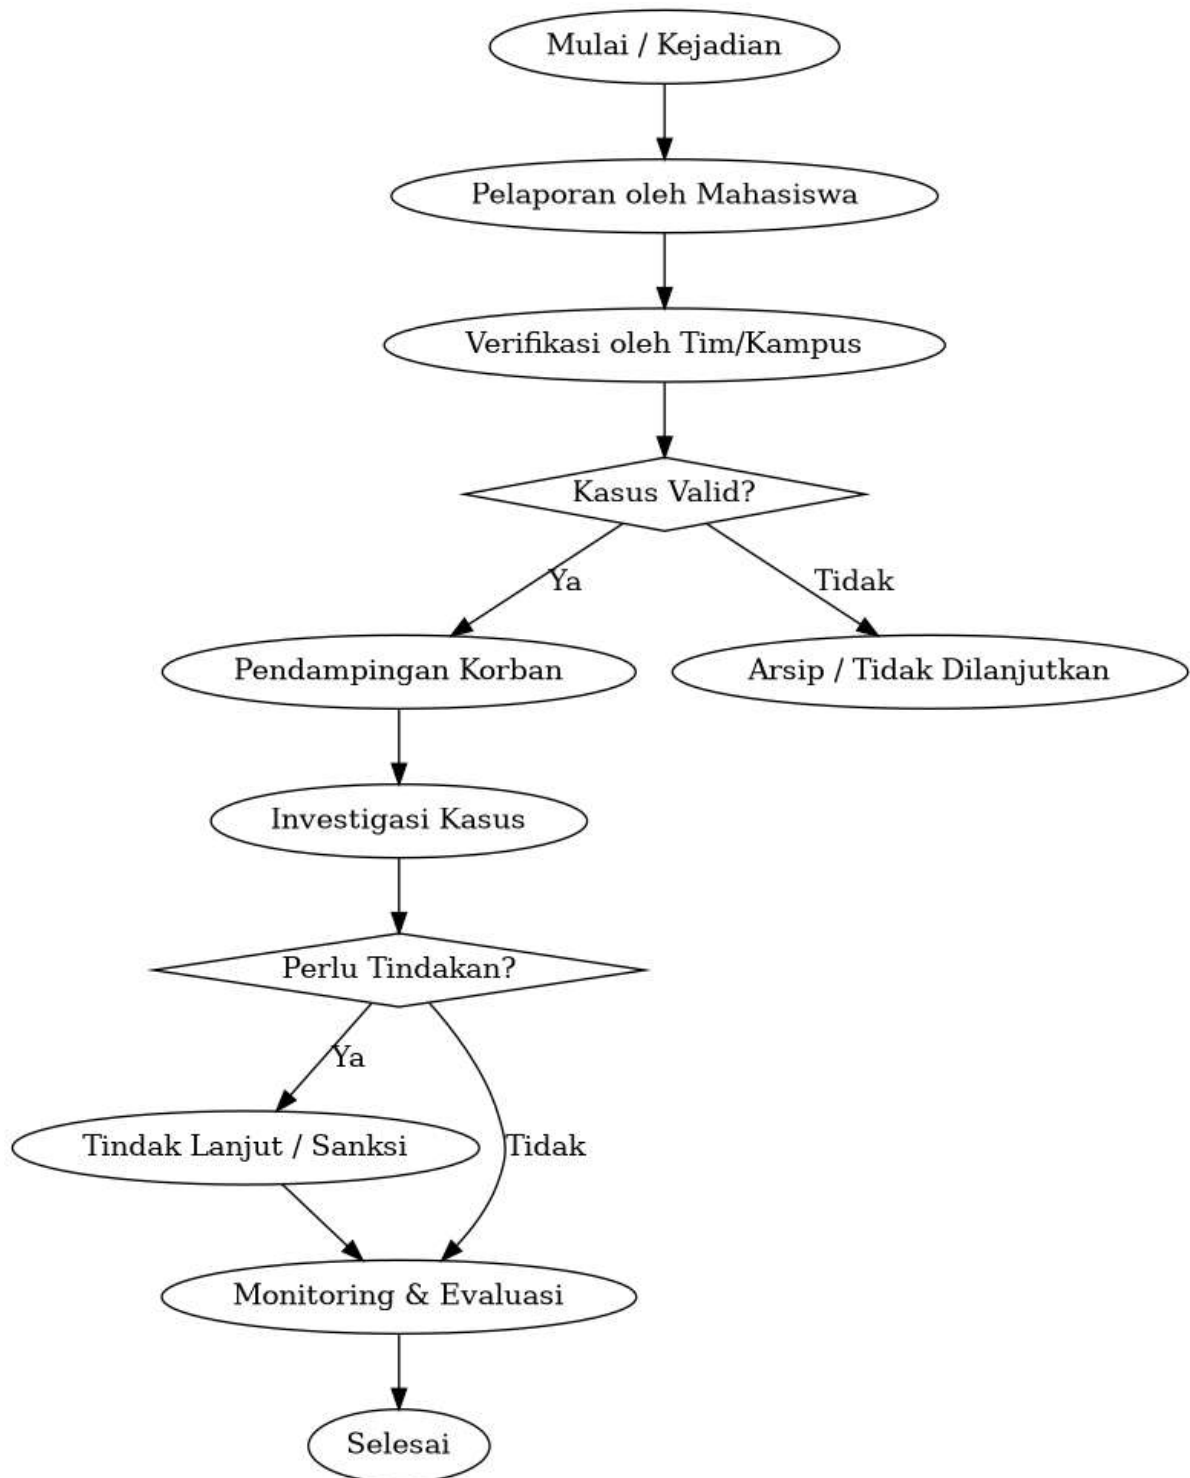 Mulai / Kejadian
Pelaporan oleh Mahasiswa
Verifikasi oleh Tim/Kampus
Kasus Valid?
Ya
Tidak
Pendampingan Korban
Arsip / Tidak Dilanjutkan
Investigasi Kasus
Perlu Tindakan?
Ya
Tindak Lanjut / Sanksi
Tidak
Monitoring & Evaluasi
Selesai